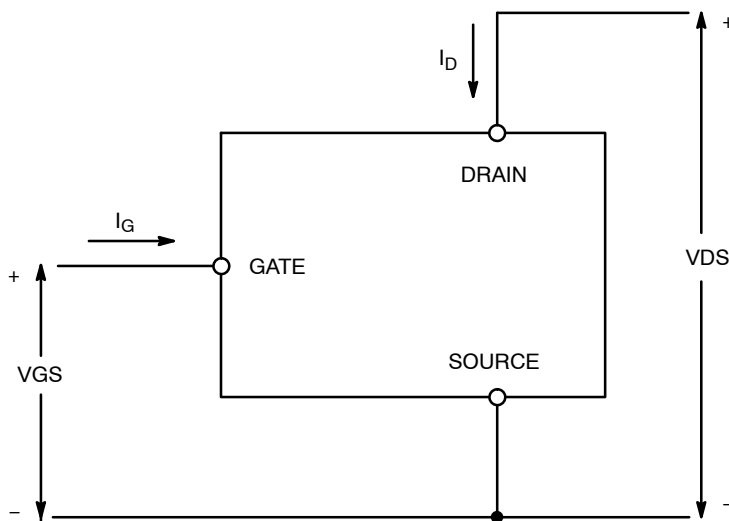 +
I_D
DRAIN
I_G
GATE
VDS
+
VGS
SOURCE
−
−